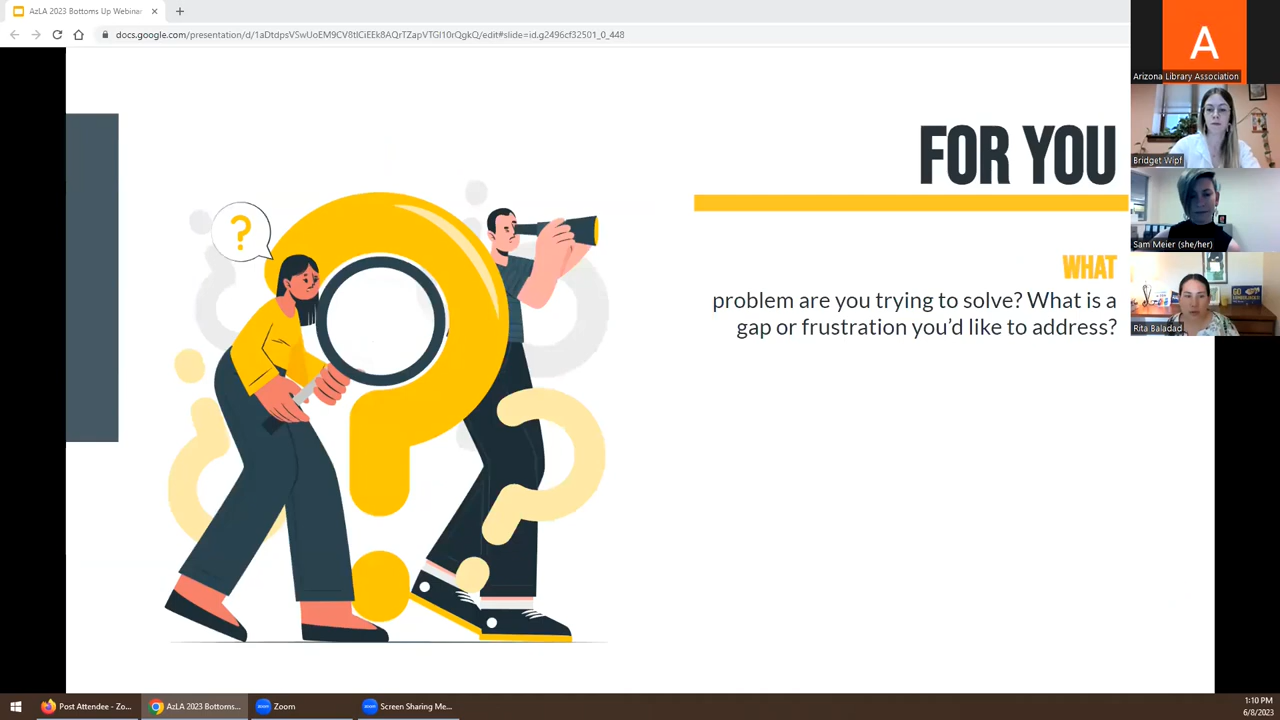 AzLA 2023 Bottoms Up Webinar
docs.google.com/presentation/d/1aDtdpsVSwUoEM9CV8tlCiEEk8AQrTZapVTGl10rQgkQ/edit#slide=id.g2496cf32501_0_448
A
Arizona Library Association
Bridget Wipf
Sam Meier (she/her)
GO
Rita Baladad
FOR YOU
WHAT
problem are you trying to solve? What is a
gap or frustration you'd like to address?
?
Post Attendee - Zo...
AzLA 2023 Bottoms...
Zoom
Screen Sharing Me...
1:10 PM
6/8/2023